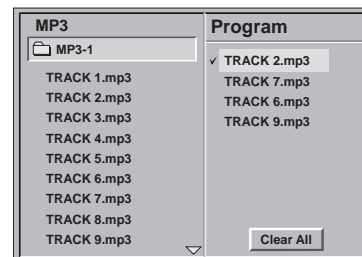 MP3
MP3-1
TRACK 1.mp3
TRACK 2.mp3
TRACK 3.mp3
TRACK 4.mp3
TRACK 5.mp3
TRACK 6.mp3
TRACK 7.mp3
TRACK 8.mp3
TRACK 9.mp3
Program
TRACK 2.mp3
TRACK 7.mp3
TRACK 6.mp3
TRACK 9.mp3
Clear All